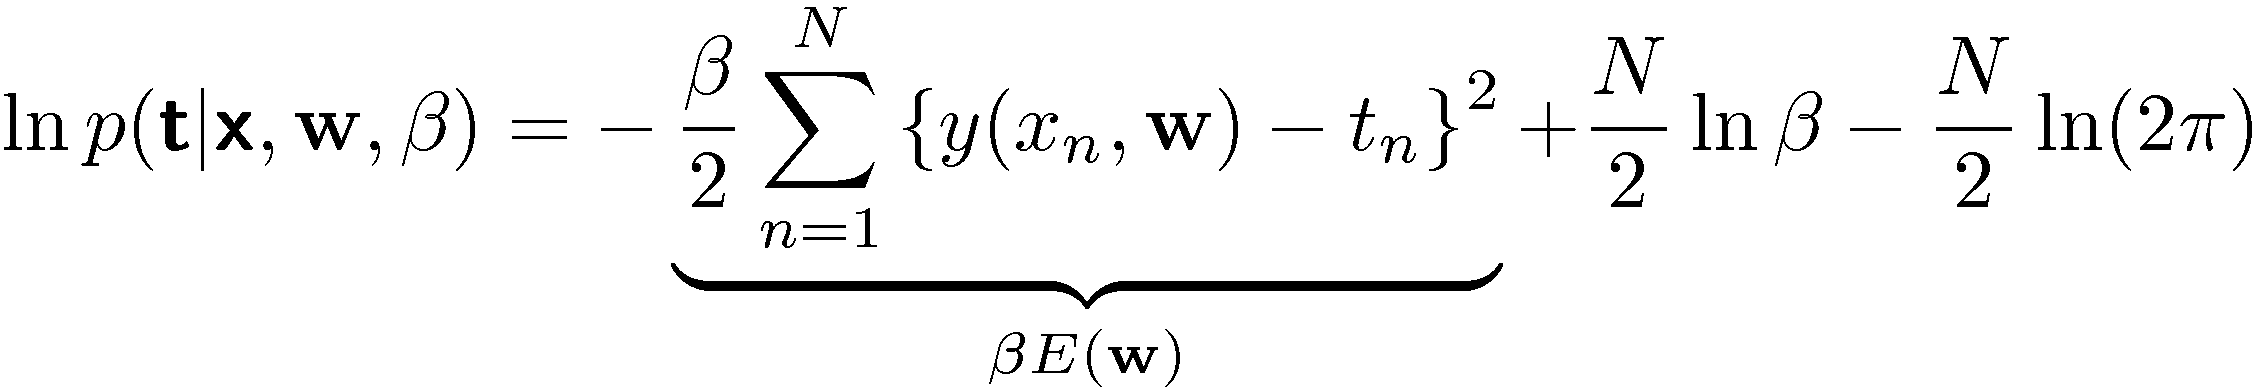 ln p(t|x, w, β) = − β/2 ∑_{n=1}^{N} {y(x_n, w) − t_n}² + N/2 ln β − N/2 ln(2π)
βE(w)